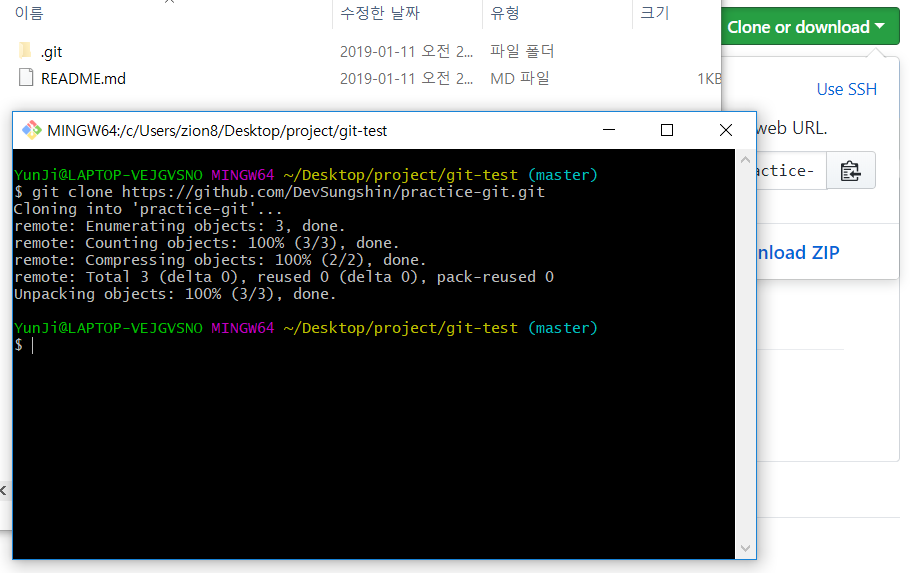 이름 수정한 날짜 유형 크기
.git 2019-01-11 오전 2... 파일 폴더
README.md 2019-01-11 오전 2... MD 파일 1KB
Clone or download
Use SSH
web URL.
actice-
nload ZIP
MINGW64:/c/Users/zion8/Desktop/project/git-test
YunJi@LAPTOP-VEJGVSNO MINGW64 ~/Desktop/project/git-test (master)
$ git clone https://github.com/DevSungshin/practice-git.git
Cloning into 'practice-git'...
remote: Enumerating objects: 3, done.
remote: Counting objects: 100% (3/3), done.
remote: Compressing objects: 100% (2/2), done.
remote: Total 3 (delta 0), reused 0 (delta 0), pack-reused 0
Unpacking objects: 100% (3/3), done.
YunJi@LAPTOP-VEJGVSNO MINGW64 ~/Desktop/project/git-test (master)
$